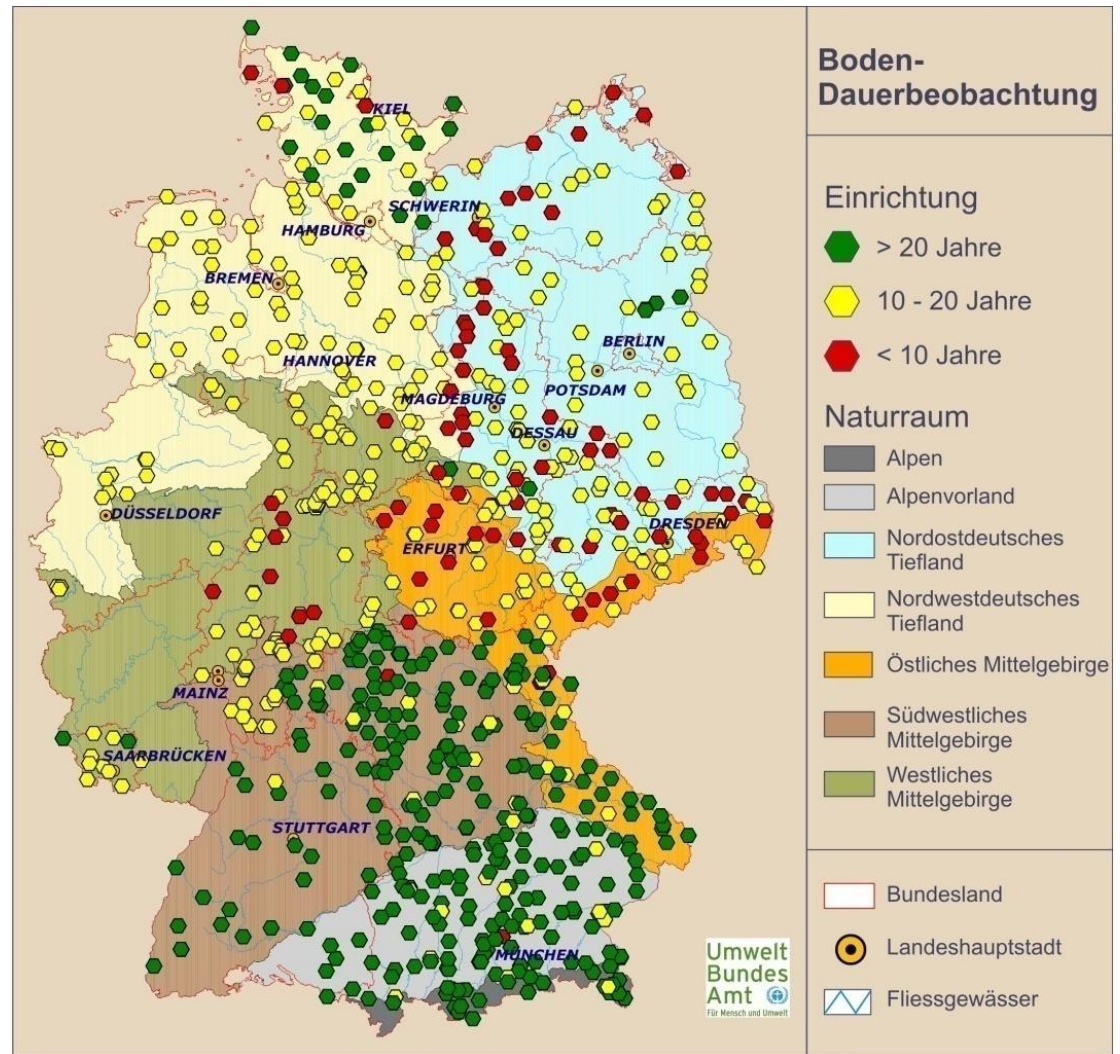 Boden-
Dauerbeobachtung
Einrichtung
> 20 Jahre
10 - 20 Jahre
< 10 Jahre
Naturraum
Alpen
Alpenvorland
Nordostdeutsches
Tiefland
Nordwestdeutsches
Tiefland
Östliches Mittelgebirge
Südwestliches
Mittelgebirge
Westliches
Mittelgebirge
Bundesland
Landeshauptstadt
Fliessgewässer
KIEL
SCHWERIN
HAMBURG
BREMEN
HANNOVER
BERLIN
POTSDAM
MAGDEBURG
DESSAU
DÜSSELDORF
DRESDEN
ERFURT
MAINZ
SAARBRÜCKEN
STUTTGART
MÜNCHEN
Umwelt
Bundes
Amt
Für Mensch und Umwelt